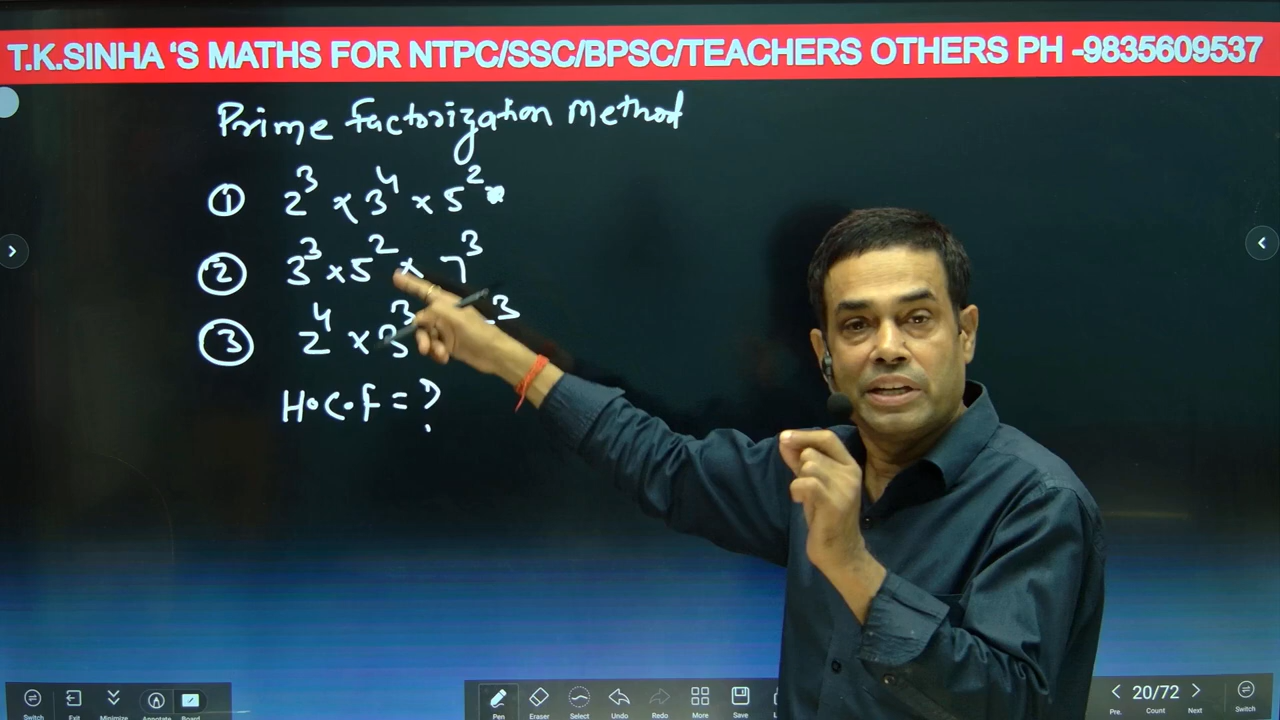 T.K.SINHA 'S MATHS FOR NTPC/SSC/BPSC/TEACHERS OTHERS PH -9835609537
Prime Factorization Method
① 2³ × 3⁴ × 5²
② 3³ × 5² × 7³
③ 2⁴ × 3³ ³
H.C.F = ?
Switch Exit Minimize Annotate Board Pen Eraser Select Undo Redo More Save
20/72
Pre. Count Next Switch